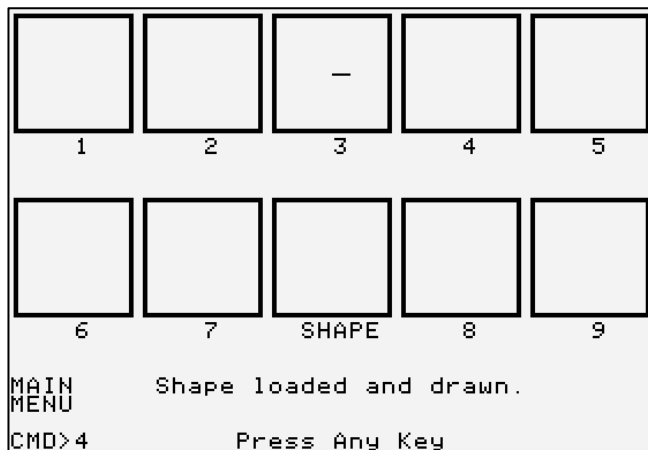 1 2 3 4 5
6 7 SHAPE 8 9
MAIN Shape loaded and drawn.
MENU
CMD>4 Press Any Key